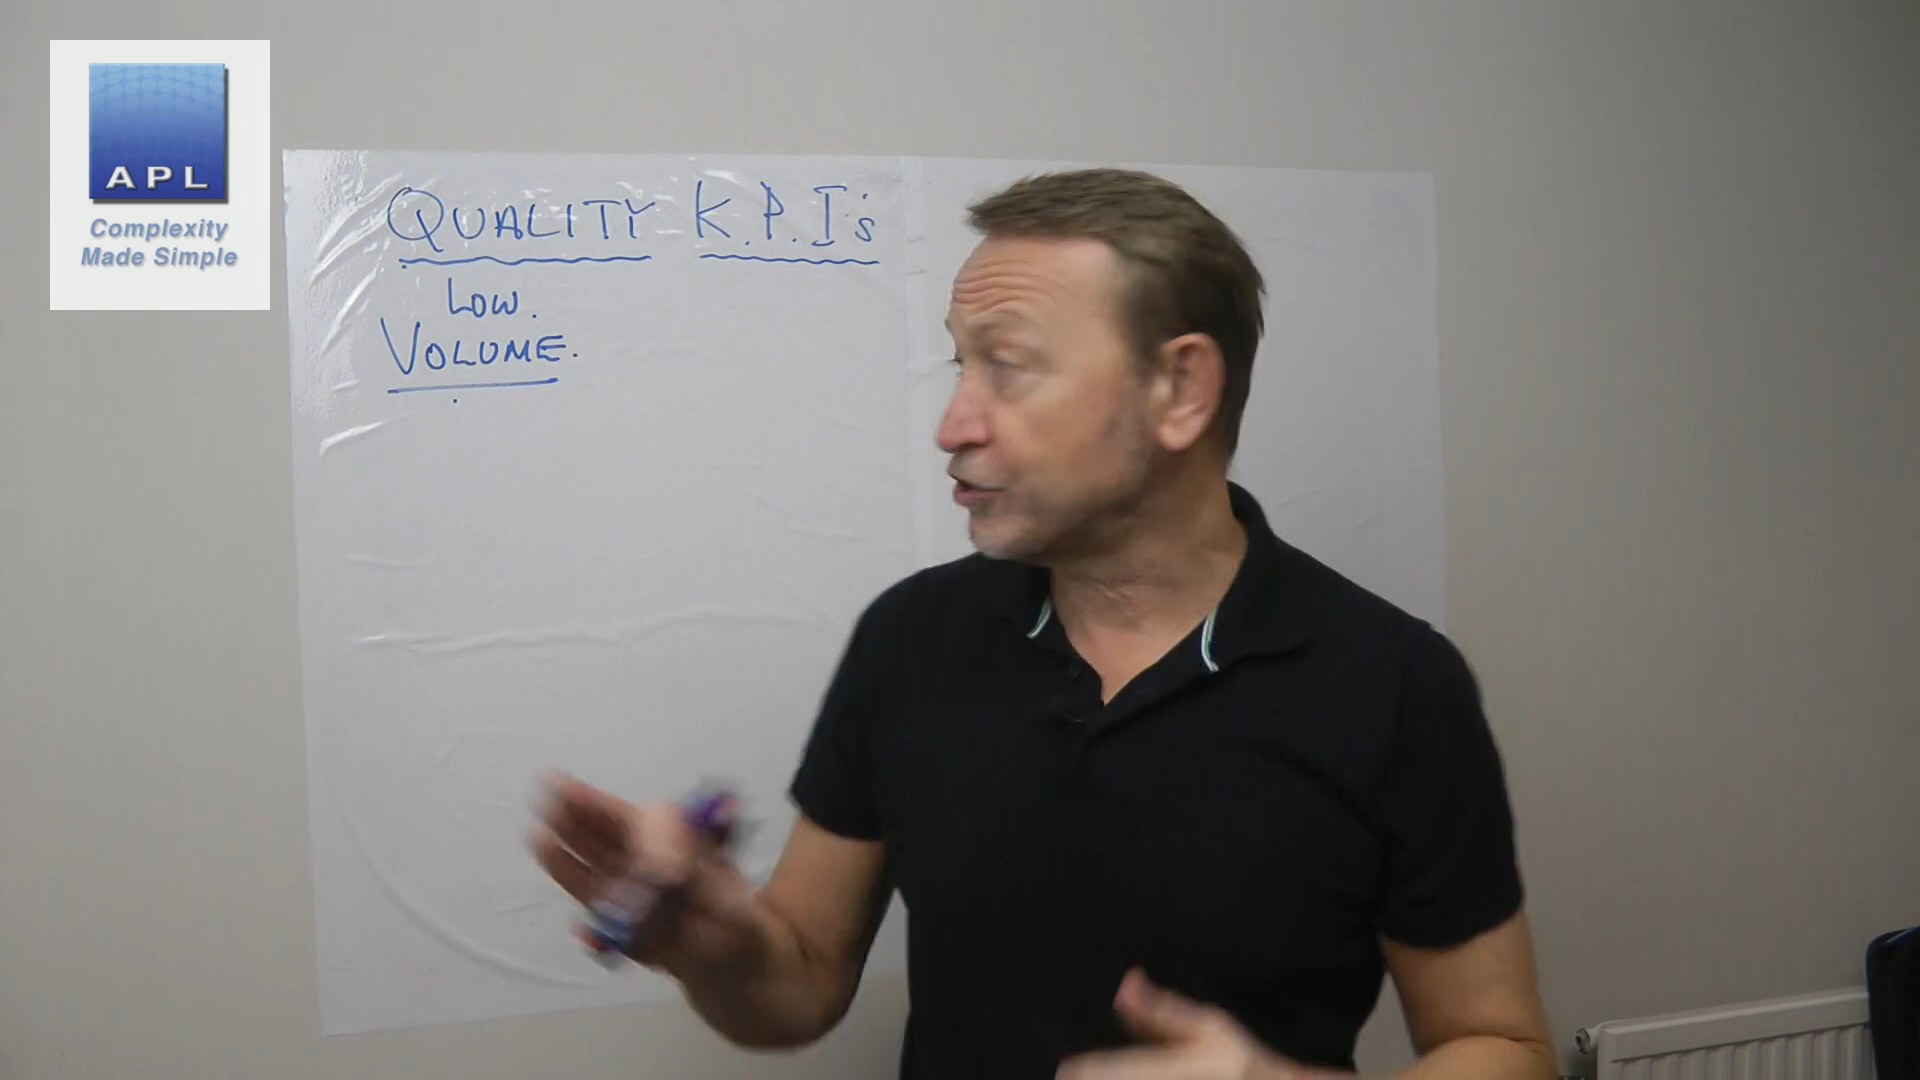 APL
Complexity
Made Simple
QUALITY K.P.I's
LOW.
VOLUME.